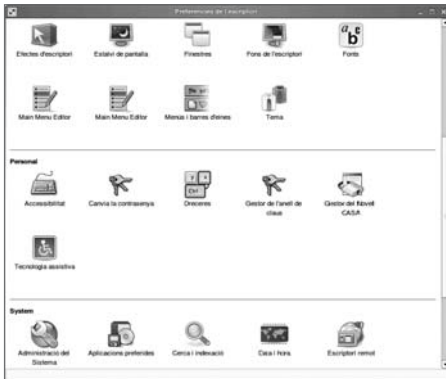 Preferències de l'escriptori
Efectes d'escriptori
Estalvi de pantalla
Finestres
Fons de l'escriptori
Fonts
Main Menu Editor
Main Menu Editor
Menús i barres d'eines
Tema
Personal
Accessibilitat
Canvia la contrasenya
Dreceres
Gestor de l'anell de
claus
Gestor del Novell
CASA
Tecnologia assistiva
System
Administració del
Sistema
Aplicacions preferides
Cerca i indexació
Data i hora
Escriptori remot